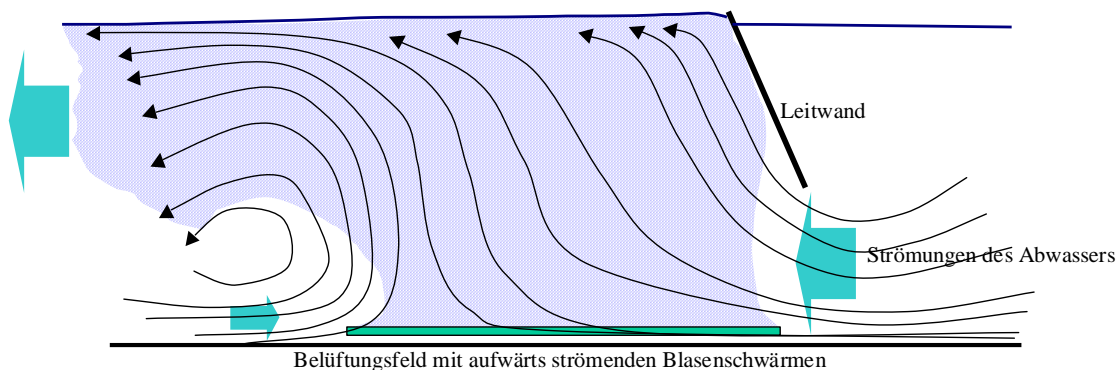 Leitwand
Strömungen des Abwassers
Belüftungsfeld mit aufwärts strömenden Blasenschwärmen